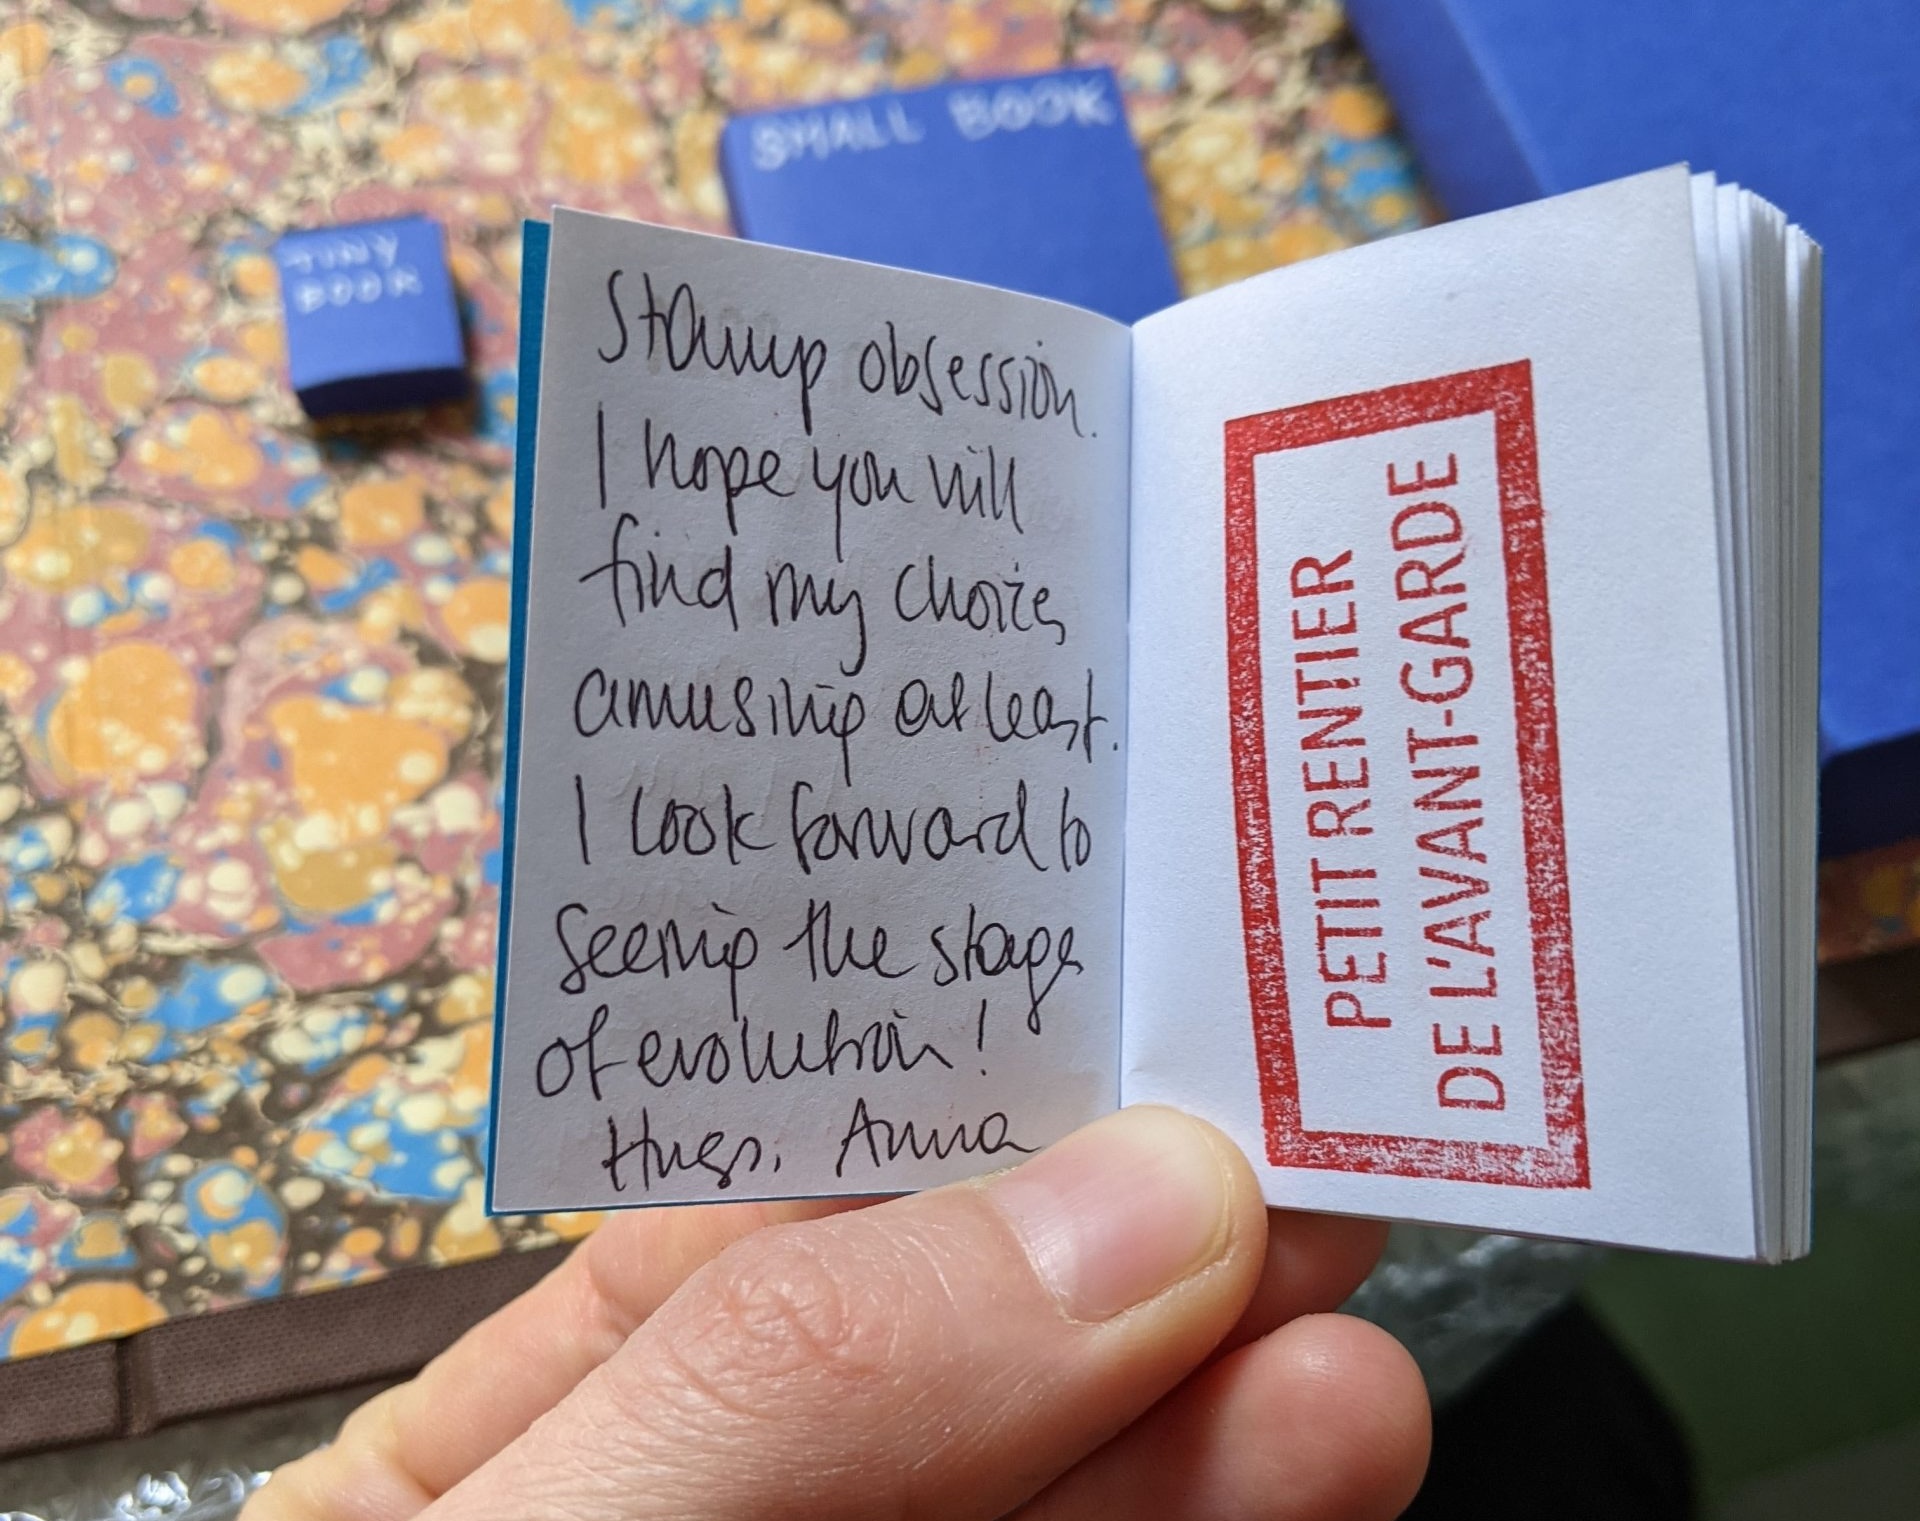 SMALL BOOK
TINY
BOOK
Stamp obsession.
I hope you will
find my choice
amusing at least.
I look forward to
seeing the stage
of evolution!
Hugs, Anna
PETIT RENTIER
DE L'AVANT-GARDE